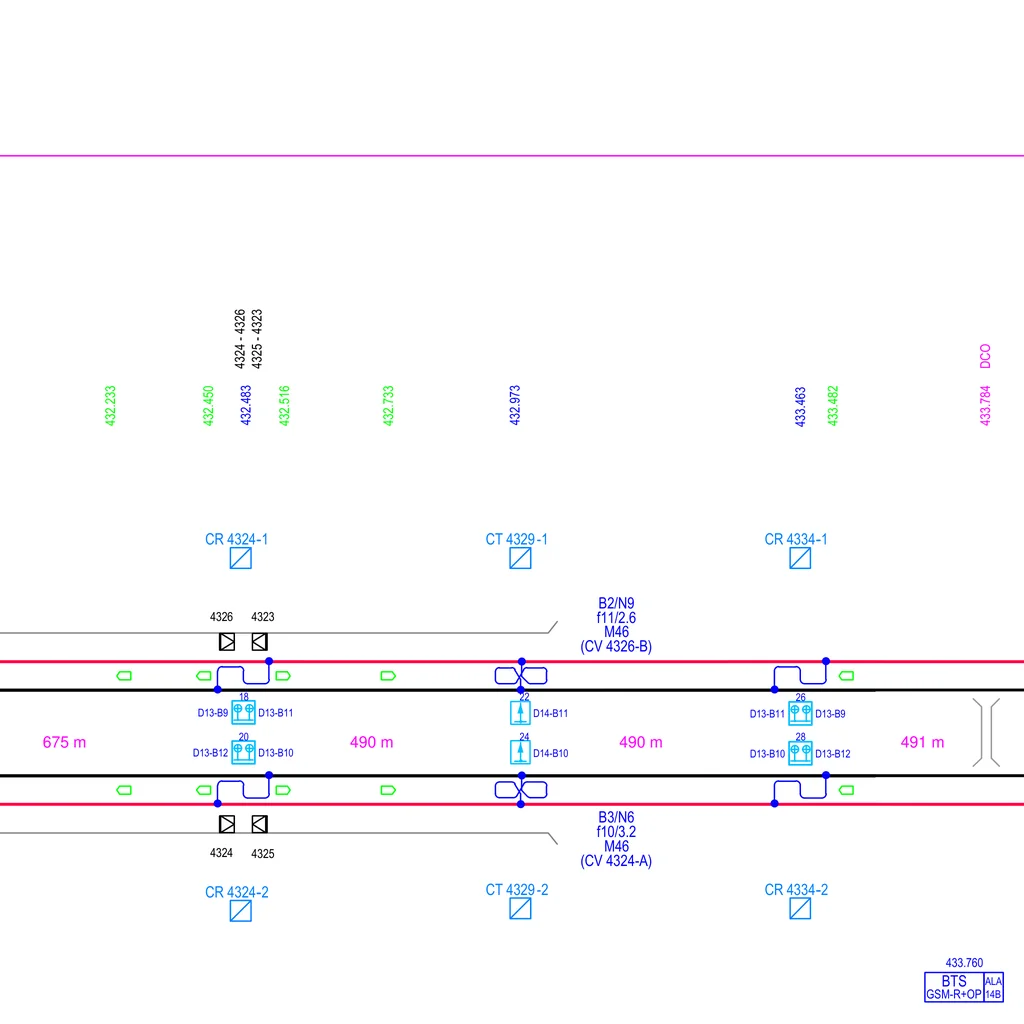 4324 - 4326
4325 - 4323
DCO
432.233
432.450
432.483
432.516
432.733
432.973
433.463
433.482
433.784
CR 4324-1
CT 4329-1
CR 4334-1
B2/N9
f11/2.6
M46
(CV 4326-B)
4326
4323
18
22
26
D13-B9
D13-B11
D14-B11
D13-B11
D13-B9
675 m
490 m
490 m
491 m
20
24
28
D13-B12
D13-B10
D14-B10
D13-B10
D13-B12
B3/N6
f10/3.2
M46
(CV 4324-A)
4324
4325
CR 4324-2
CT 4329-2
CR 4334-2
433.760
BTS
GSM-R+OP
ALA
14B